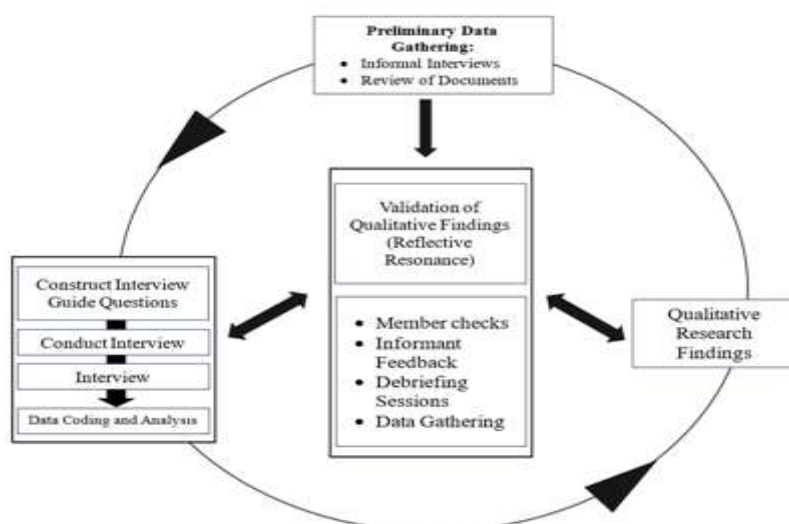 Preliminary Data
Gathering:
• Informal Interviews
• Review of Documents
Validation of
Qualitative Findings
(Reflective
Resonance)
Construct Interview
Guide Questions
Conduct Interview
Interview
Data Coding and Analysis
• Member checks
• Informant
Feedback
• Debriefing
Sessions
• Data Gathering
Qualitative
Research
Findings